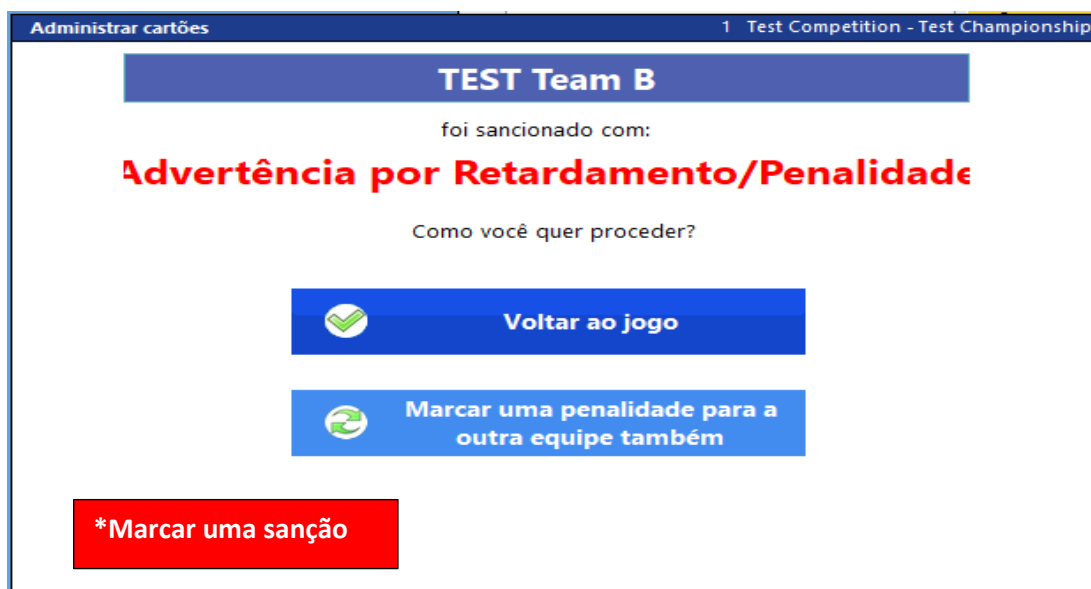 Administrar cartões
1 Test Competition - Test Championship
TEST Team B
foi sancionado com:
Advertência por Retardamento/Penalidade
Como você quer proceder?
Voltar ao jogo
Marcar uma penalidade para a
outra equipe também
*Marcar uma sanção